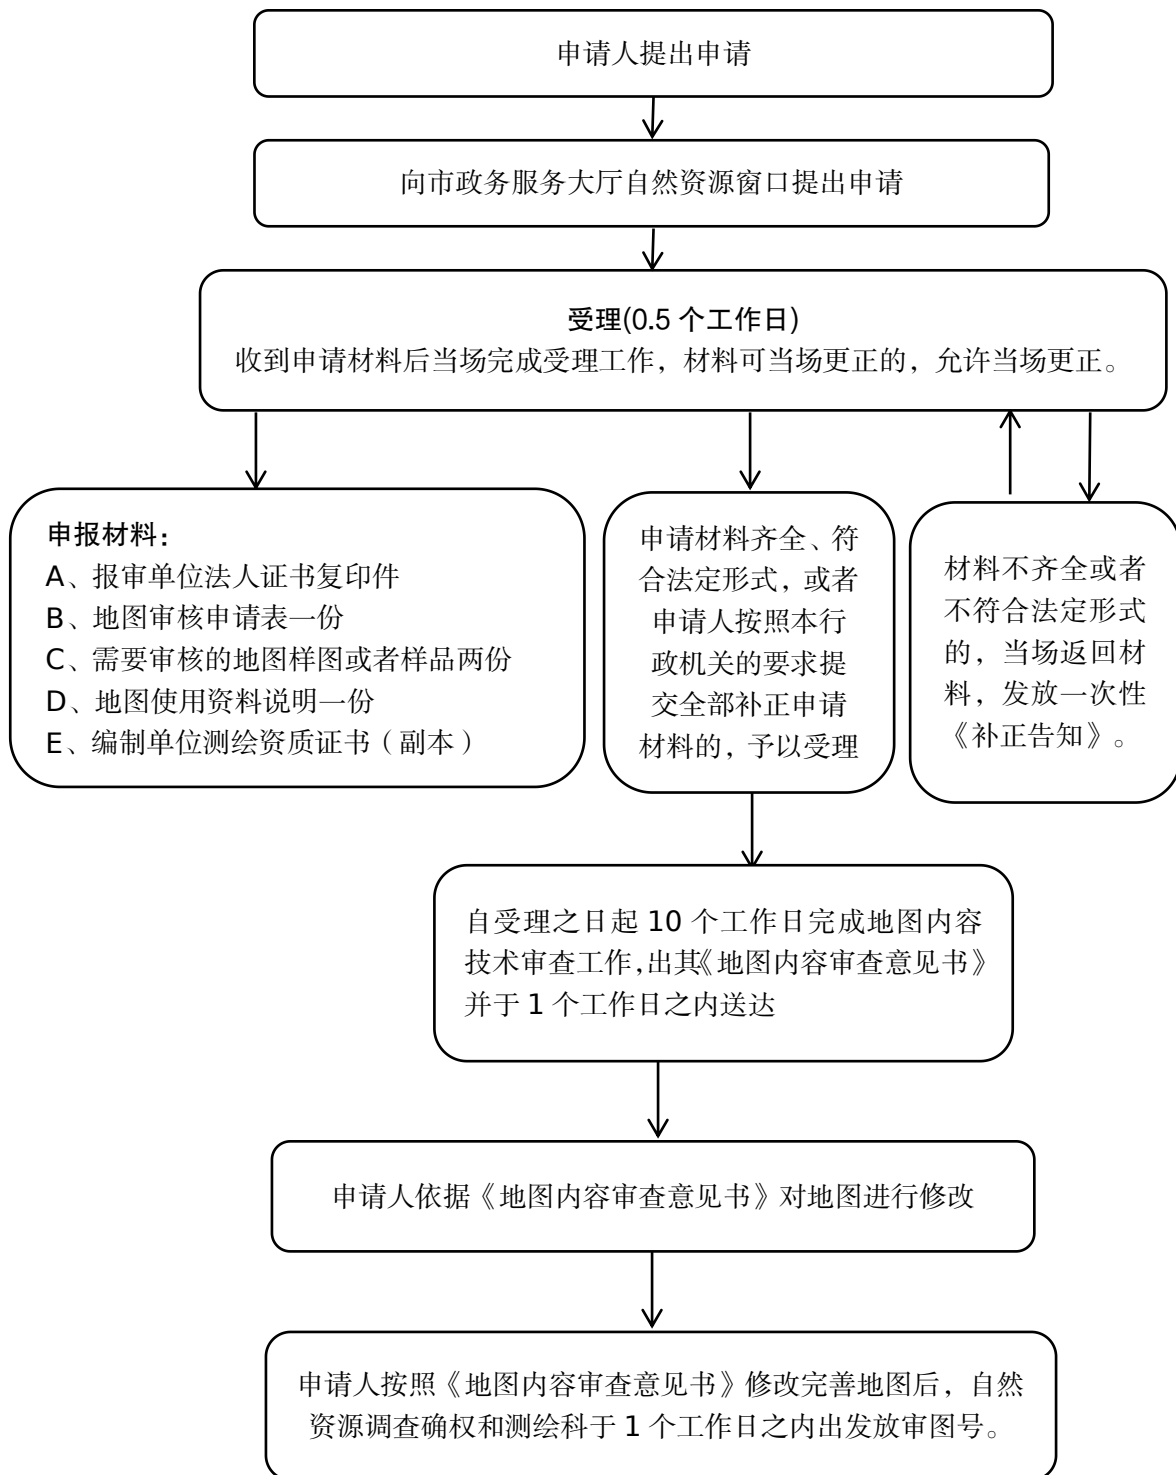 申请人提出申请
向市政务服务大厅自然资源窗口提出申请
受理(0.5 个工作日)
收到申请材料后当场完成受理工作，材料可当场更正的，允许当场更正。
申报材料：
A、报审单位法人证书复印件
B、地图审核申请表一份
C、需要审核的地图样图或者样品两份
D、地图使用资料说明一份
E、编制单位测绘资质证书（副本）
申请材料齐全、符
合法定形式，或者
申请人按照本行
政机关的要求提
交全部补正申请
材料的，予以受理
材料不齐全或者
不符合法定形式
的，当场返回材
料，发放一次性
《补正告知》。
自受理之日起 10 个工作日完成地图内容
技术审查工作，出其《地图内容审查意见书》
并于 1 个工作日之内送达
申请人依据《地图内容审查意见书》对地图进行修改
申请人按照《地图内容审查意见书》修改完善地图后，自然
资源调查确权和测绘科于 1 个工作日之内出发放审图号。